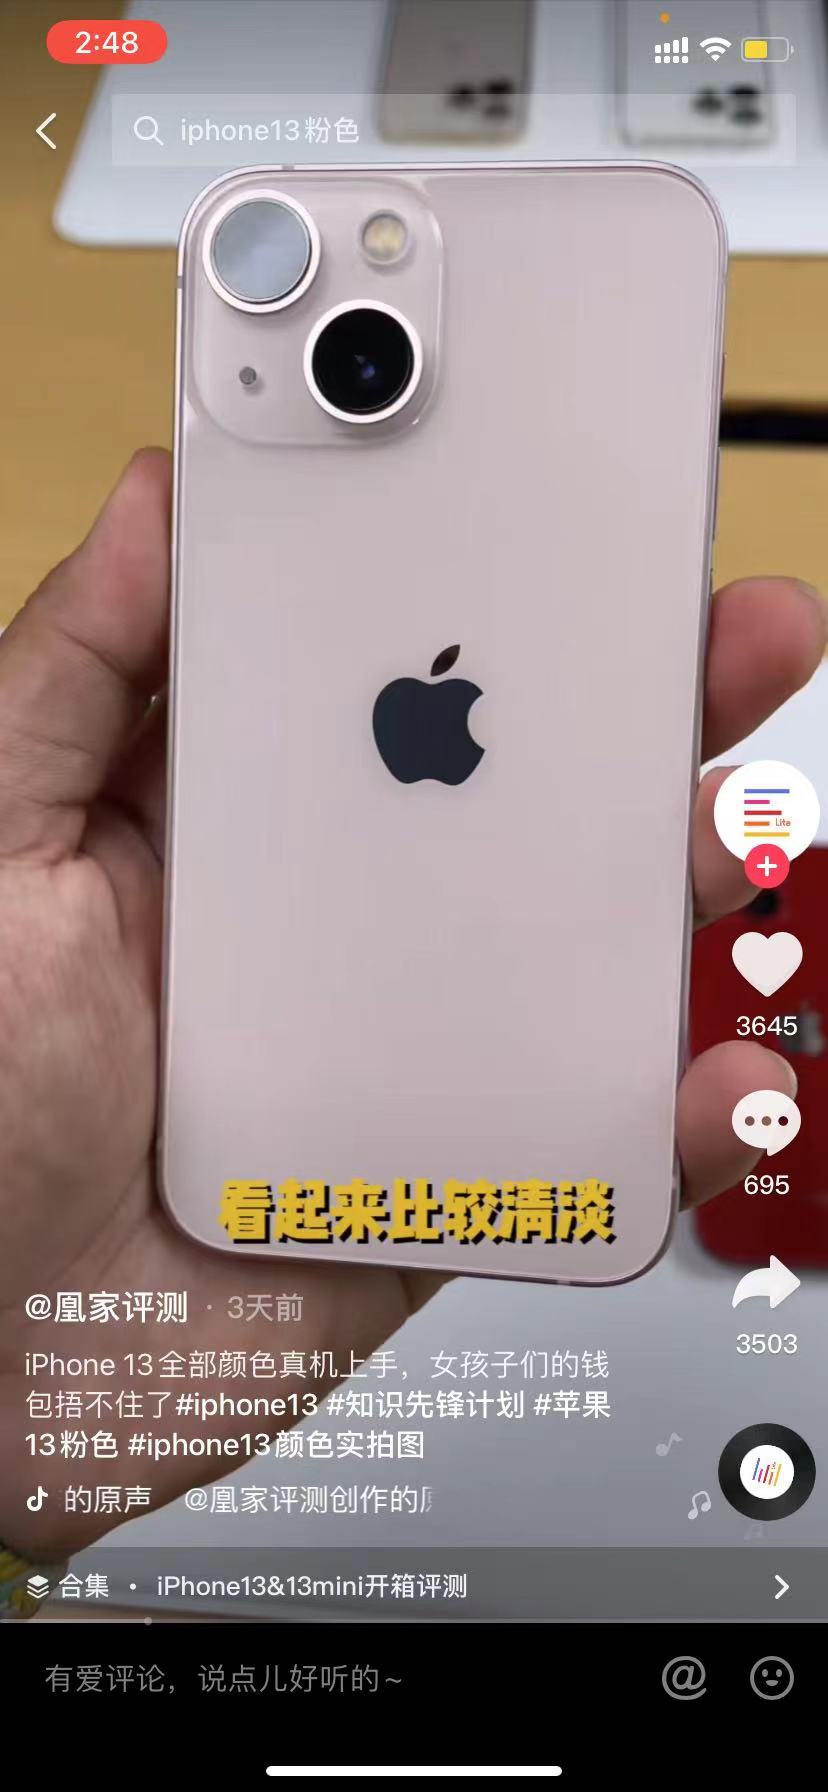 2:48
iphone13粉色
Lite
3645
695
看起来比较清淡
3503
@凰家评测 · 3天前
iPhone 13全部颜色真机上手，女孩子们的钱
包捂不住了#iphone13 #知识先锋计划 #苹果
13粉色 #iphone13颜色实拍图
的原声 @凰家评测创作的
合集 · iPhone13&13mini开箱评测
有爱评论，说点儿好听的~